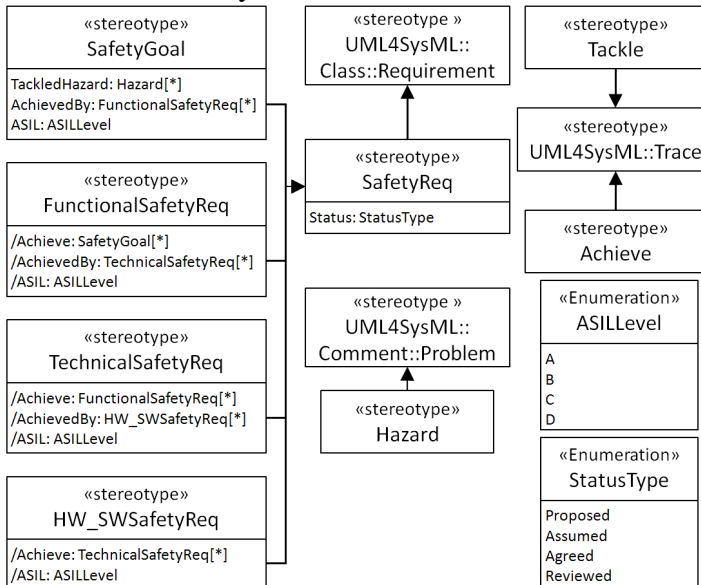 «stereotype»
SafetyGoal
TackledHazard: Hazard[*]
AchievedBy: FunctionalSafetyReq[*]
ASIL: ASILLevel
«stereotype»
FunctionalSafetyReq
/Achieve: SafetyGoal[*]
/AchievedBy: TechnicalSafetyReq[*]
/ASIL: ASILLevel
«stereotype»
TechnicalSafetyReq
/Achieve: FunctionalSafetyReq[*]
/AchievedBy: HW_SWSafetyReq[*]
/ASIL: ASILLevel
«stereotype»
HW_SWSafetyReq
/Achieve: TechnicalSafetyReq[*]
/ASIL: ASILLevel
«stereotype »
UML4SysML::
Class::Requirement
«stereotype»
SafetyReq
Status: StatusType
«stereotype »
UML4SysML::
Comment::Problem
«stereotype»
Hazard
«stereotype»
Tackle
«stereotype»
UML4SysML::Trace
«stereotype»
Achieve
«Enumeration»
ASILLevel
A
B
C
D
«Enumeration»
StatusType
Proposed
Assumed
Agreed
Reviewed